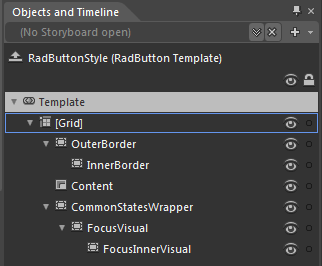 Objects and Timeline
(No Storyboard open)
RadButtonStyle (RadButton Template)
Template
[Grid]
OuterBorder
InnerBorder
Content
CommonStatesWrapper
FocusVisual
FocusInnerVisual